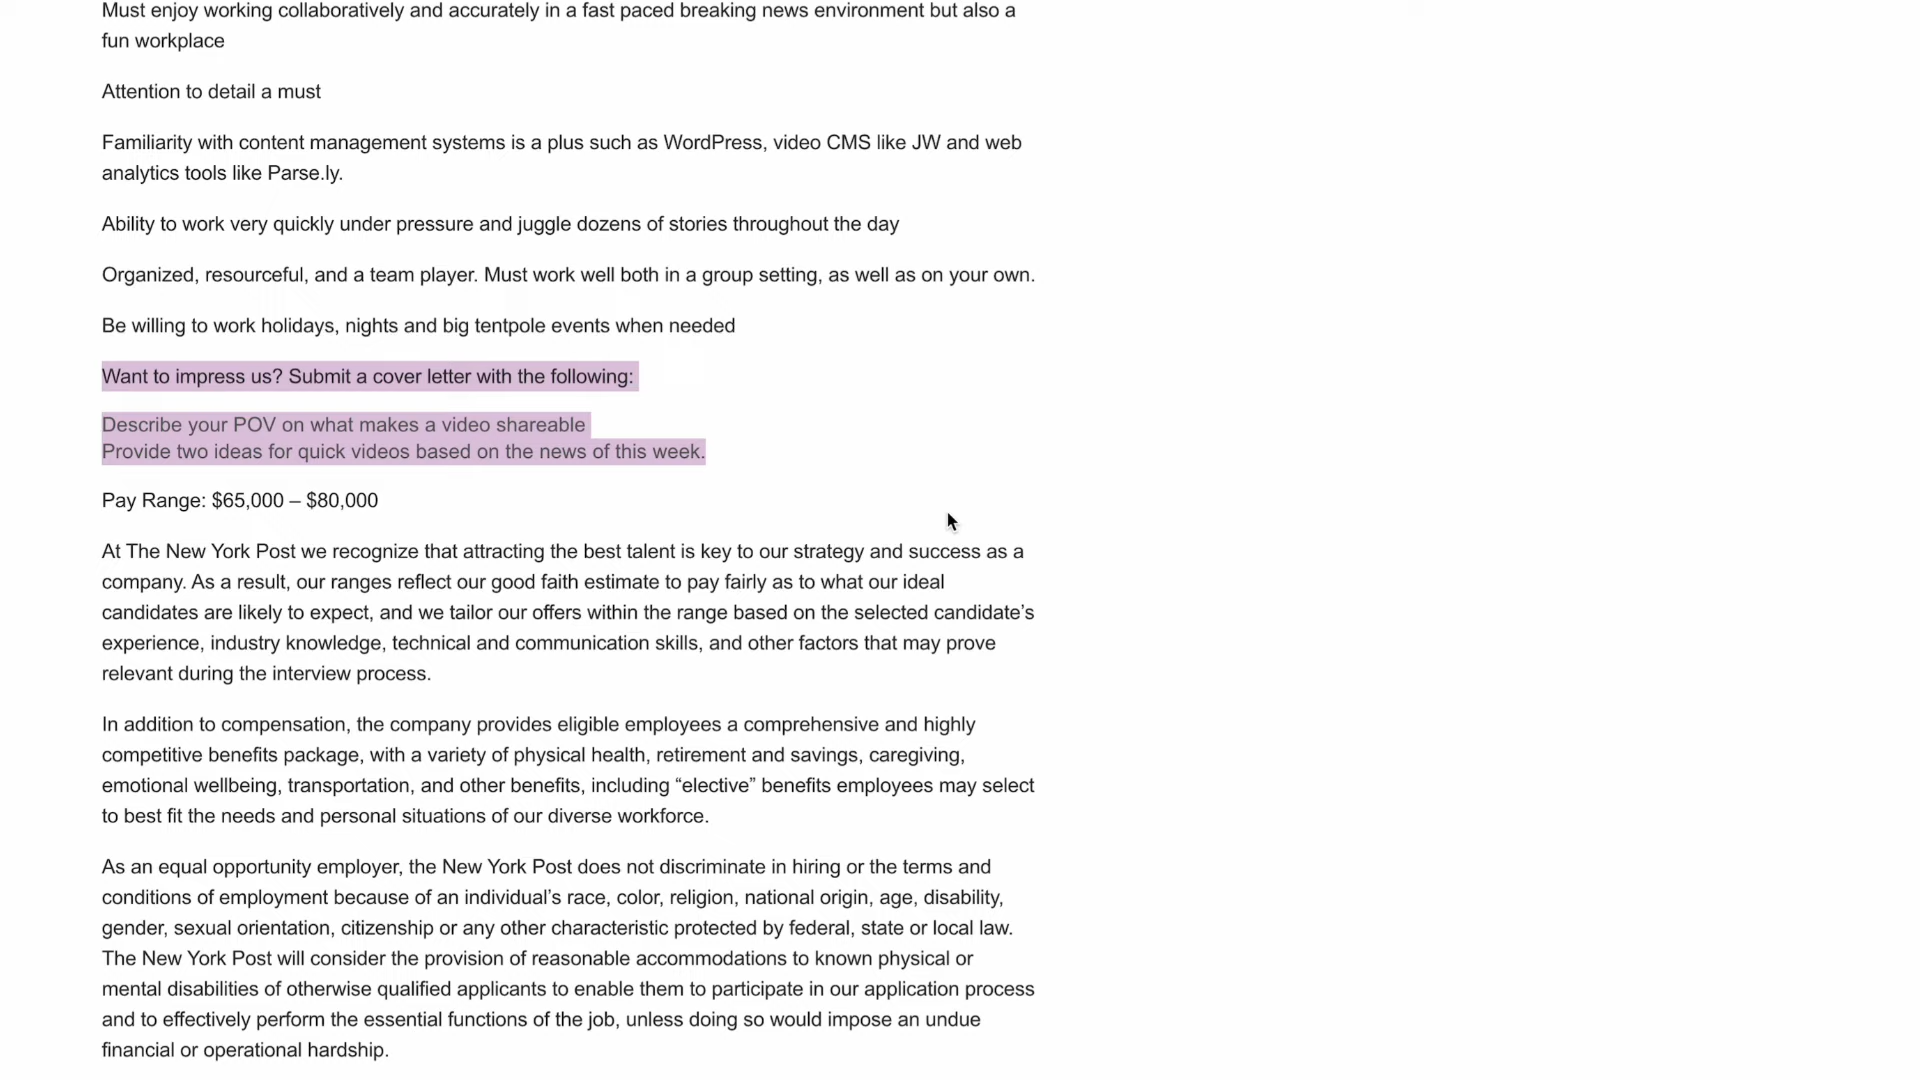 Must enjoy working collaboratively and accurately in a fast paced breaking news environment but also a
fun workplace
Attention to detail a must
Familiarity with content management systems is a plus such as WordPress, video CMS like JW and web
analytics tools like Parse.ly.
Ability to work very quickly under pressure and juggle dozens of stories throughout the day
Organized, resourceful, and a team player. Must work well both in a group setting, as well as on your own.
Be willing to work holidays, nights and big tentpole events when needed
Want to impress us? Submit a cover letter with the following:
Describe your POV on what makes a video shareable
Provide two ideas for quick videos based on the news of this week.
Pay Range: $65,000 – $80,000
At The New York Post we recognize that attracting the best talent is key to our strategy and success as a
company. As a result, our ranges reflect our good faith estimate to pay fairly as to what our ideal
candidates are likely to expect, and we tailor our offers within the range based on the selected candidate’s
experience, industry knowledge, technical and communication skills, and other factors that may prove
relevant during the interview process.
In addition to compensation, the company provides eligible employees a comprehensive and highly
competitive benefits package, with a variety of physical health, retirement and savings, caregiving,
emotional wellbeing, transportation, and other benefits, including “elective” benefits employees may select
to best fit the needs and personal situations of our diverse workforce.
As an equal opportunity employer, the New York Post does not discriminate in hiring or the terms and
conditions of employment because of an individual’s race, color, religion, national origin, age, disability,
gender, sexual orientation, citizenship or any other characteristic protected by federal, state or local law.
The New York Post will consider the provision of reasonable accommodations to known physical or
mental disabilities of otherwise qualified applicants to enable them to participate in our application process
and to effectively perform the essential functions of the job, unless doing so would impose an undue
financial or operational hardship.